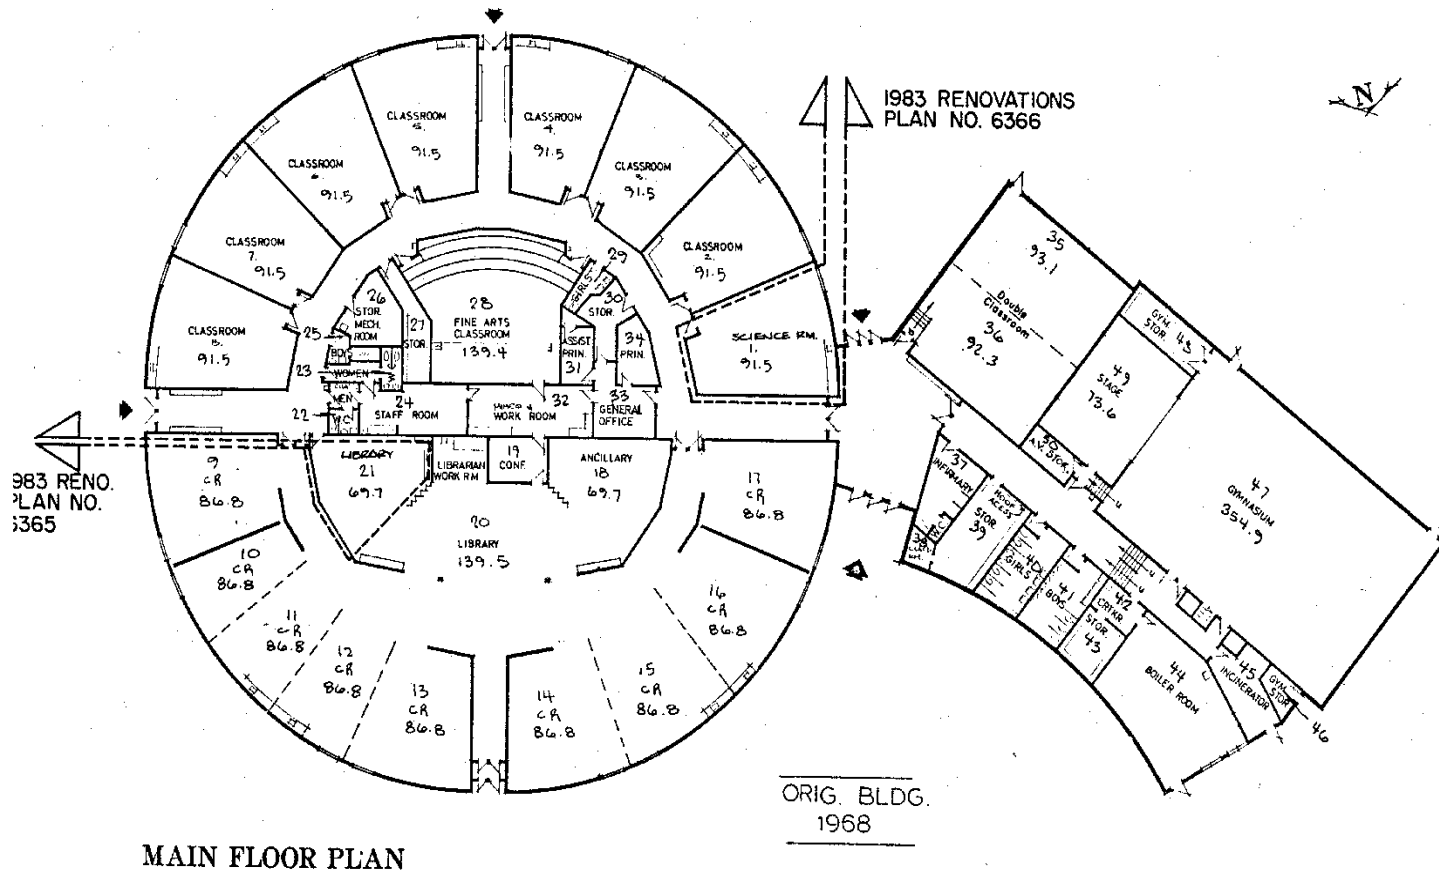 1983 RENOVATIONS
PLAN NO. 6366
N
CLASSROOM
5.
91.5
CLASSROOM
4.
91.5
CLASSROOM
6.
91.5
CLASSROOM
3.
91.5
CLASSROOM
7.
91.5
CLASSROOM
2.
91.5
CLASSROOM
8.
91.5
SCIENCE RM.
1.
91.5
25
26
STOR.
MECH.
ROOM
27
STOR.
28
FINE ARTS
CLASSROOM
139.4
29
GIRLS
30
STOR.
ASSIST
PRIN.
31
34
PRIN.
BOYS
23
WOMEN
MEN
22
W.C.
24
STAFF ROOM
32
WORK ROOM
33
GENERAL
OFFICE
983 RENO.
PLAN NO.
6365
9
CR
86.8
LIBRARY
21
69.7
LIBRARIAN
WORK RM
19
CONF.
ANCILLARY
18
69.7
17
CR
86.8
20
LIBRARY
139.5
10
CR
86.8
11
CR
86.8
12
CR
86.8
13
CR
86.8
14
CR
86.8
15
CR
86.8
16
CR
86.8
35
93.1
Double
Classroom
36
92.3
GYM.
STOR. 48
49
STAGE
73.6
50
A.V. STOR.
47
GYMNASIUM
354.9
37
INFIRMARY
W.C.
ROOF
ACCESS
STOR.
39
40
GIRLS
41
BOYS
42
CRTKR.
STOR.
43
44
BOILER ROOM
45
INCINERATOR
GYM
STOR.
46
ORIG. BLDG.
1968
MAIN FLOOR PLAN